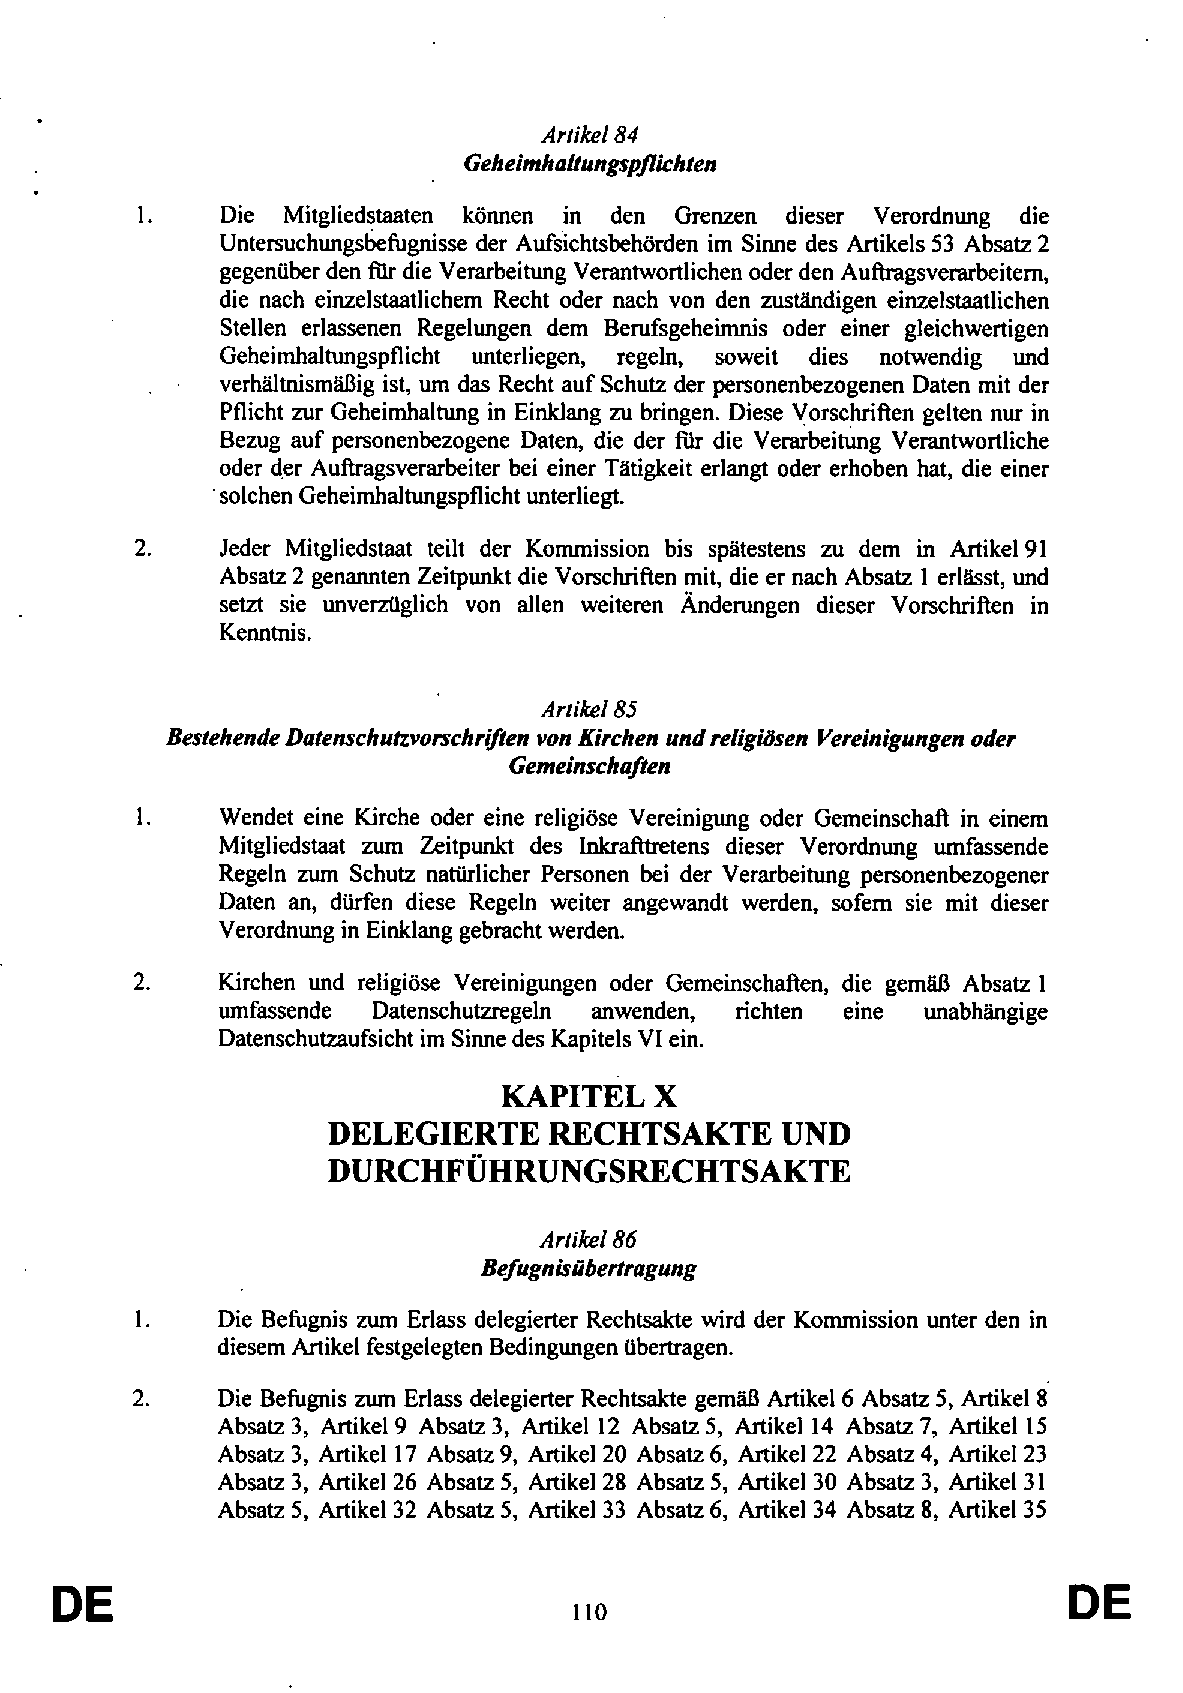 Artikel 84
Geheimhaltungspflichten
1. Die Mitgliedstaaten können in den Grenzen dieser Verordnung die
Untersuchungsbefugnisse der Aufsichtsbehörden im Sinne des Artikels 53 Absatz 2
gegenüber den für die Verarbeitung Verantwortlichen oder den Auftragsverarbeitern,
die nach einzelstaatlichem Recht oder nach von den zuständigen einzelstaatlichen
Stellen erlassenen Regelungen dem Berufsgeheimnis oder einer gleichwertigen
Geheimhaltungspflicht unterliegen, regeln, soweit dies notwendig und
verhältnismäßig ist, um das Recht auf Schutz der personenbezogenen Daten mit der
Pflicht zur Geheimhaltung in Einklang zu bringen. Diese Vorschriften gelten nur in
Bezug auf personenbezogene Daten, die der für die Verarbeitung Verantwortliche
oder der Auftragsverarbeiter bei einer Tätigkeit erlangt oder erhoben hat, die einer
solchen Geheimhaltungspflicht unterliegt.
2. Jeder Mitgliedstaat teilt der Kommission bis spätestens zu dem in Artikel 91
Absatz 2 genannten Zeitpunkt die Vorschriften mit, die er nach Absatz 1 erlässt, und
setzt sie unverzüglich von allen weiteren Änderungen dieser Vorschriften in
Kenntnis.
Artikel 85
Bestehende Datenschutzvorschriften von Kirchen und religiösen Vereinigungen oder
Gemeinschaften
1. Wendet eine Kirche oder eine religiöse Vereinigung oder Gemeinschaft in einem
Mitgliedstaat zum Zeitpunkt des Inkrafttretens dieser Verordnung umfassende
Regeln zum Schutz natürlicher Personen bei der Verarbeitung personenbezogener
Daten an, dürfen diese Regeln weiter angewandt werden, sofern sie mit dieser
Verordnung in Einklang gebracht werden.
2. Kirchen und religiöse Vereinigungen oder Gemeinschaften, die gemäß Absatz 1
umfassende Datenschutzregeln anwenden, richten eine unabhängige
Datenschutzaufsicht im Sinne des Kapitels VI ein.
KAPITEL X
DELEGIERTE RECHTSAKTE UND
DURCHFÜHRUNGSRECHTSAKTE
Artikel 86
Befugnisübertragung
1. Die Befugnis zum Erlass delegierter Rechtsakte wird der Kommission unter den in
diesem Artikel festgelegten Bedingungen übertragen.
2. Die Befugnis zum Erlass delegierter Rechtsakte gemäß Artikel 6 Absatz 5, Artikel 8
Absatz 3, Artikel 9 Absatz 3, Artikel 12 Absatz 5, Artikel 14 Absatz 7, Artikel 15
Absatz 3, Artikel 17 Absatz 9, Artikel 20 Absatz 6, Artikel 22 Absatz 4, Artikel 23
Absatz 3, Artikel 26 Absatz 5, Artikel 28 Absatz 5, Artikel 30 Absatz 3, Artikel 31
Absatz 5, Artikel 32 Absatz 5, Artikel 33 Absatz 6, Artikel 34 Absatz 8, Artikel 35
DE 110 DE